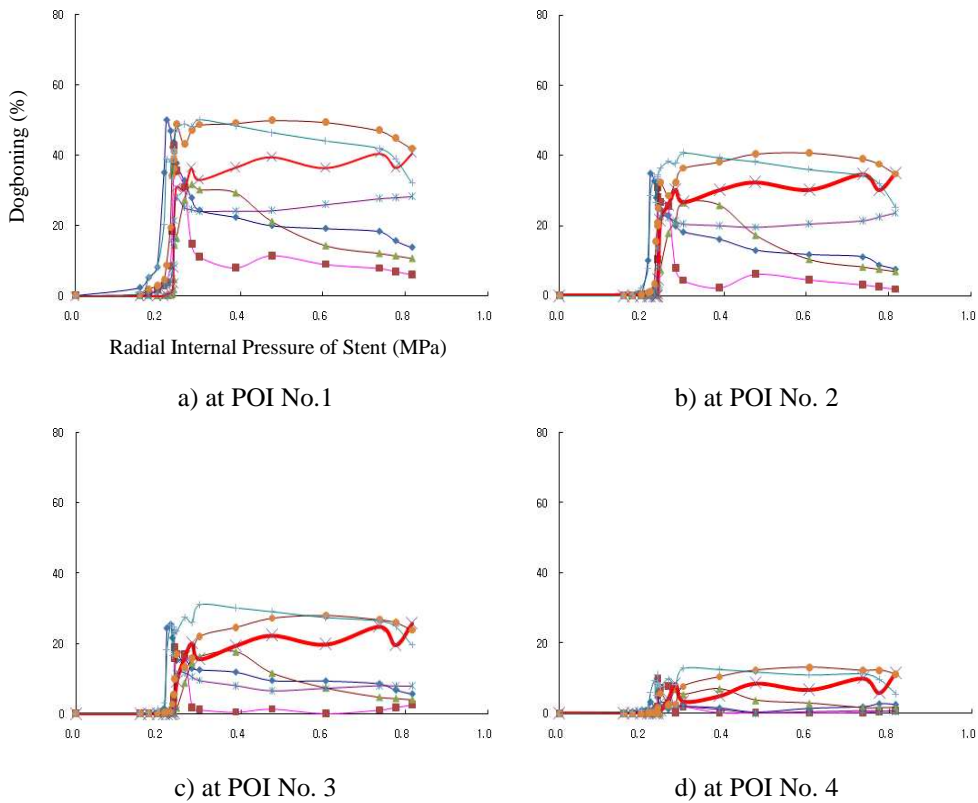 Dogboning (%)
80
60
40
20
0
0.0 0.2 0.4 0.6 0.8 1.0
Radial Internal Pressure of Stent (MPa)
a) at POI No.1
80
60
40
20
0
0.0 0.2 0.4 0.6 0.8 1.0
b) at POI No. 2
80
60
40
20
0
0.0 0.2 0.4 0.6 0.8 1.0
c) at POI No. 3
80
60
40
20
0
0.0 0.2 0.4 0.6 0.8 1.0
d) at POI No. 4